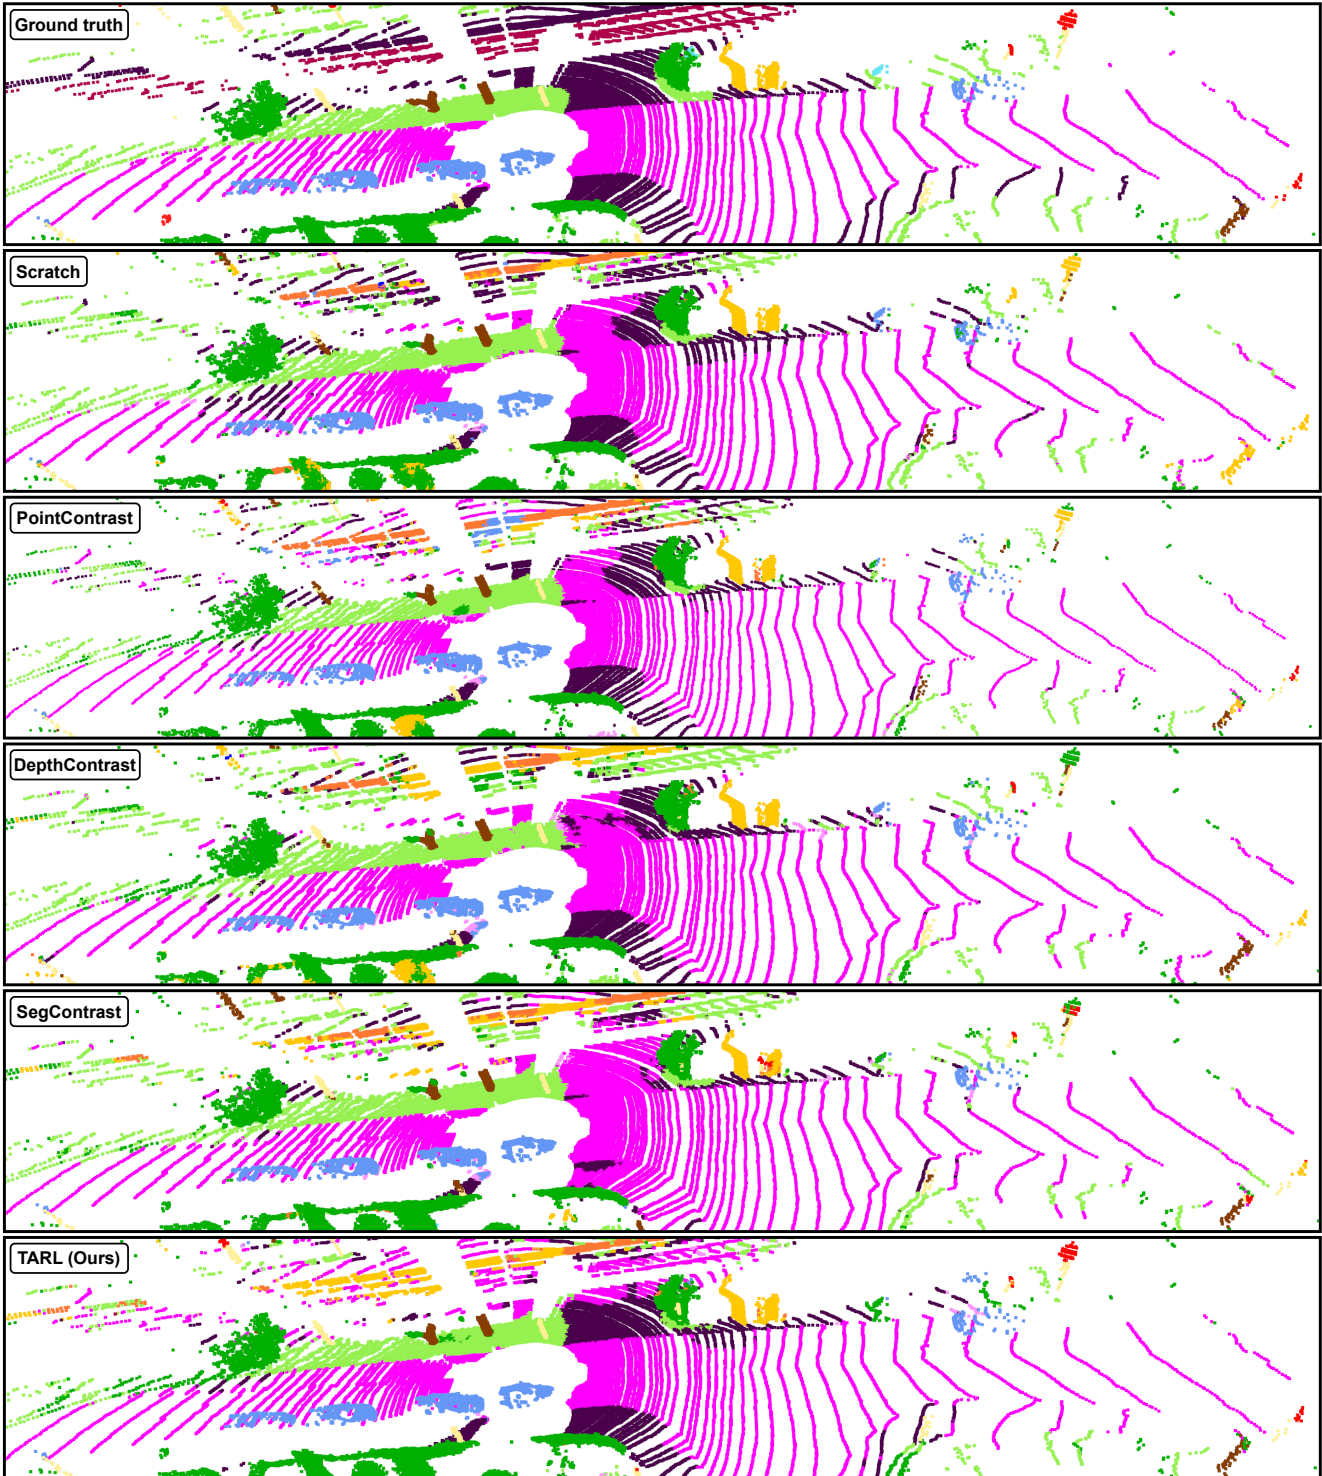 Ground truth
Scratch
PointContrast
DepthContrast
SegContrast
TARL (Ours)